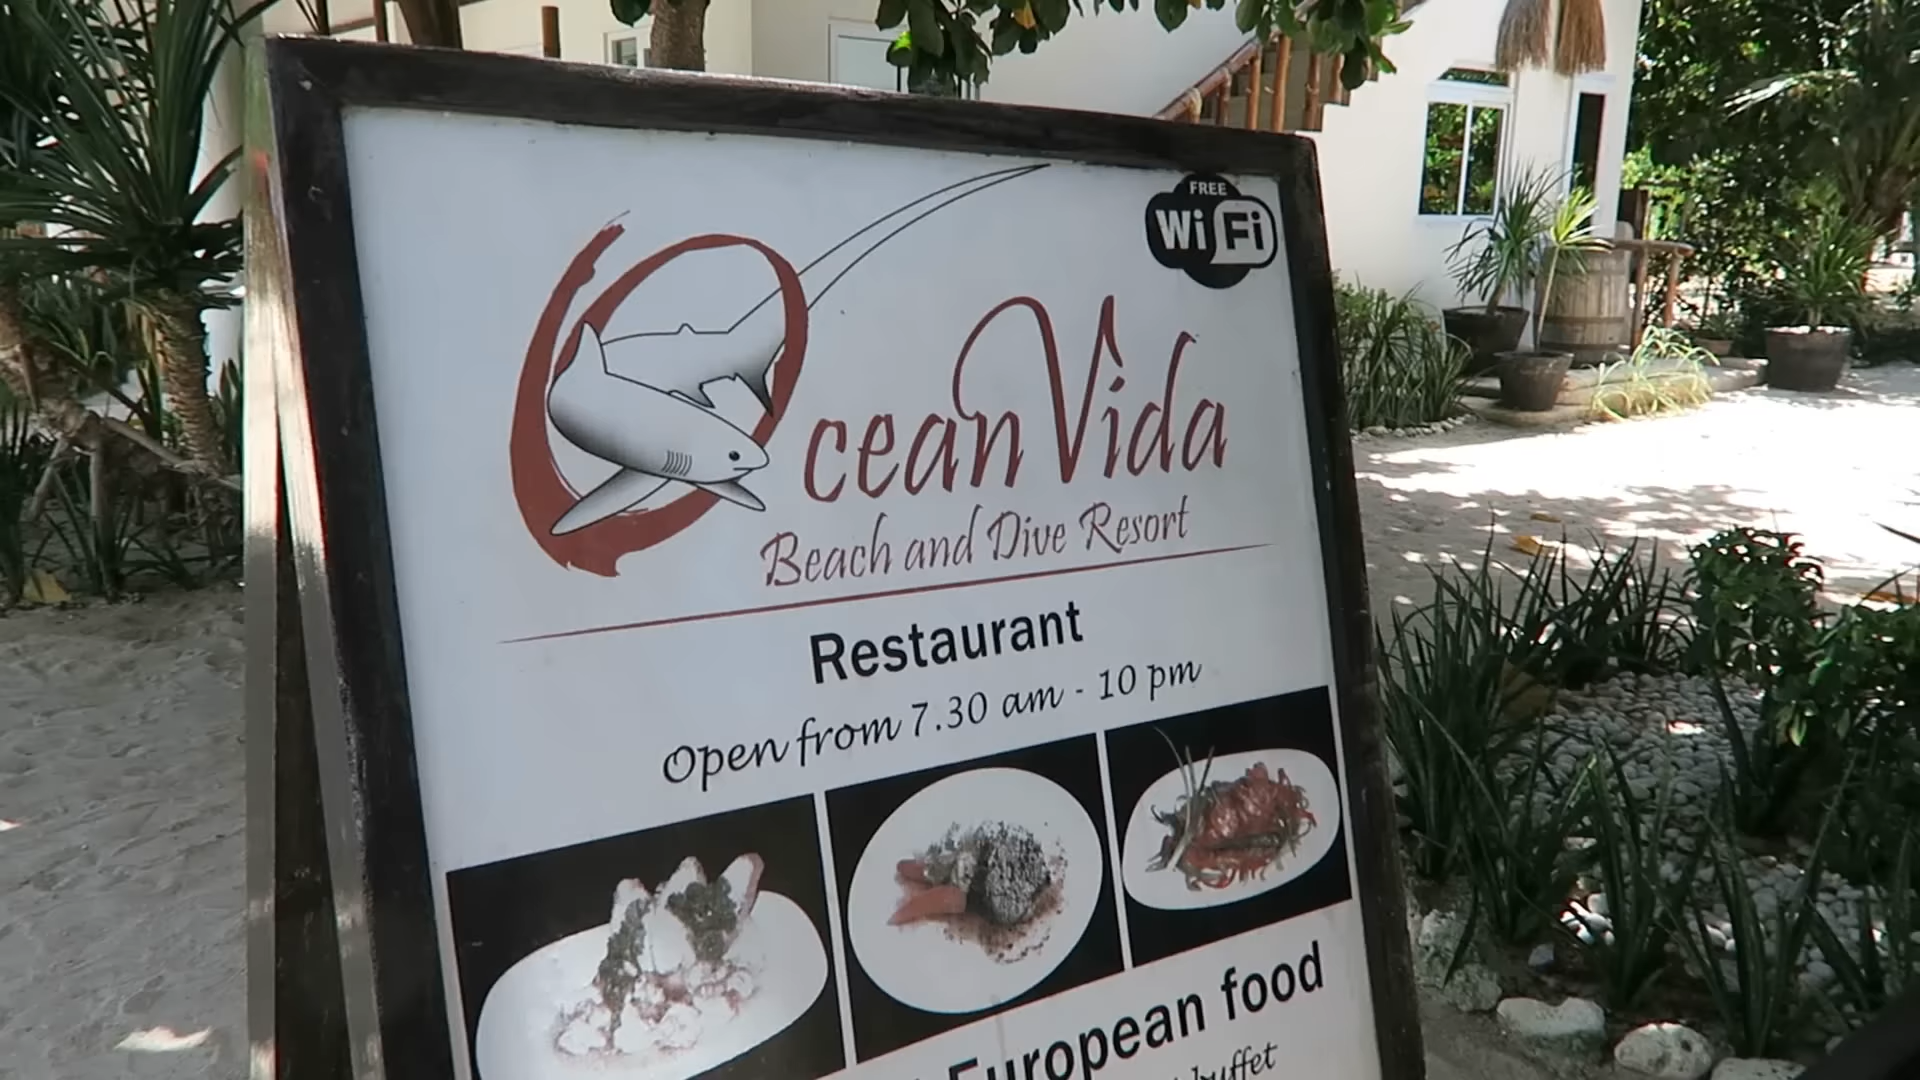 FREE
Wi Fi
OceanVida
Beach and Dive Resort
Restaurant
Open from 7.30 am - 10 pm
European food
buffet